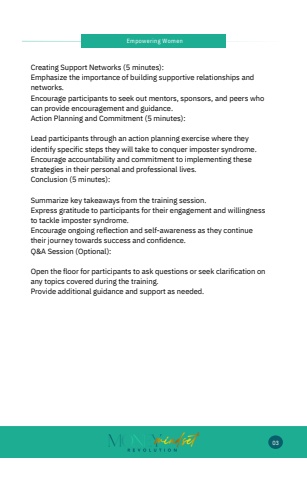 Empowering Women
Creating Support Networks (5 minutes):
Emphasize the importance of building supportive relationships and
networks.
Encourage participants to seek out mentors, sponsors, and peers who
can provide encouragement and guidance.
Action Planning and Commitment (5 minutes):
Lead participants through an action planning exercise where they
identify specific steps they will take to conquer imposter syndrome.
Encourage accountability and commitment to implementing these
strategies in their personal and professional lives.
Conclusion (5 minutes):
Summarize key takeaways from the training session.
Express gratitude to participants for their engagement and willingness
to tackle imposter syndrome.
Encourage ongoing reflection and self-awareness as they continue
their journey towards success and confidence.
Q&A Session (Optional):
Open the floor for participants to ask questions or seek clarification on
any topics covered during the training.
Provide additional guidance and support as needed.
mindset
REVOLUTION
03